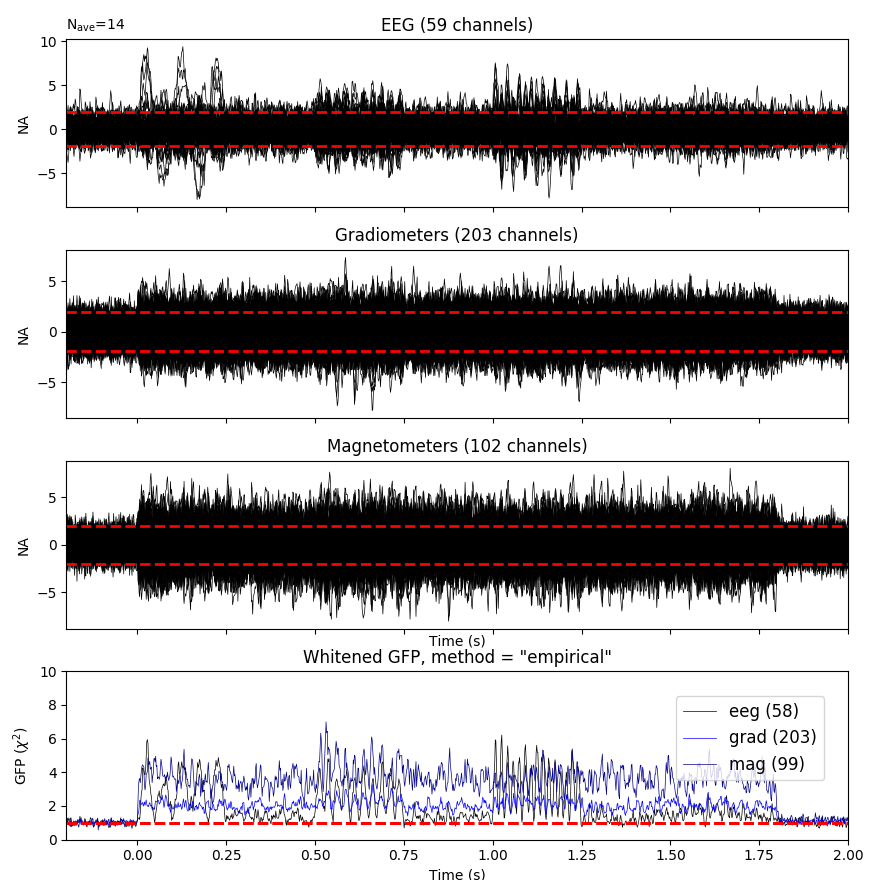 N_ave=14
EEG (59 channels)
10
5
0
−5
NA
Gradiometers (203 channels)
5
0
−5
NA
Magnetometers (102 channels)
5
0
−5
NA
Time (s)
Whitened GFP, method = "empirical"
10
8
6
4
2
0
GFP (χ²)
eeg (58)
grad (203)
mag (99)
0.00 0.25 0.50 0.75 1.00 1.25 1.50 1.75 2.00
Time (s)